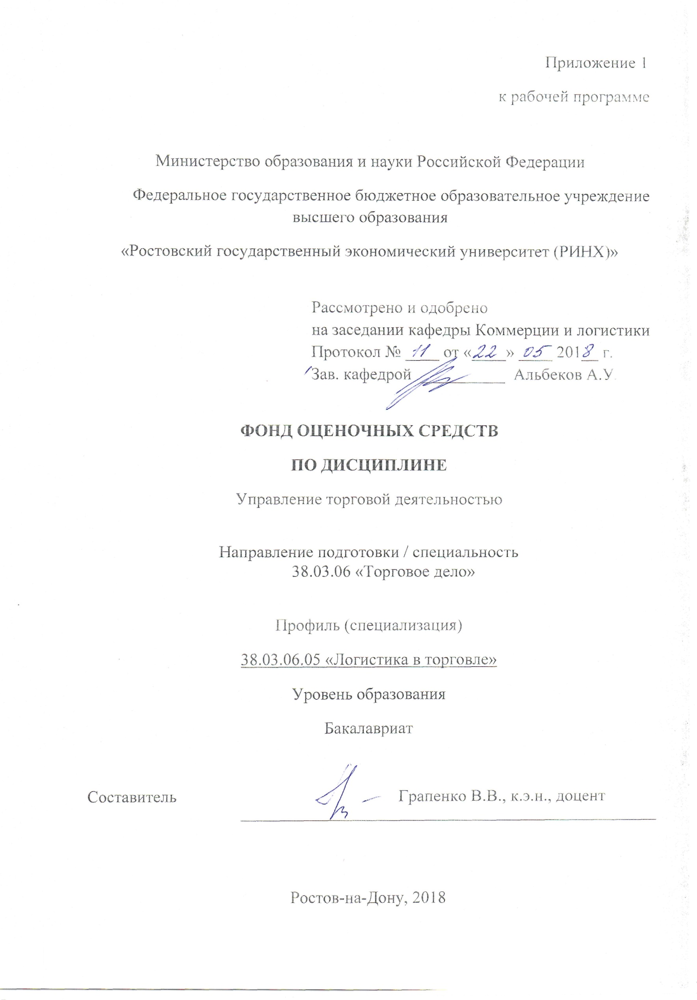 Приложение 1
к рабочей программе
Министерство образования и науки Российской Федерации
Федеральное государственное бюджетное образовательное учреждение
высшего образования
«Ростовский государственный экономический университет (РИНХ)»
Рассмотрено и одобрено
на заседании кафедры Коммерции и логистики
Протокол № 11 от «22» 05 2018 г.
Зав. кафедрой Альбеков А.У.
ФОНД ОЦЕНОЧНЫХ СРЕДСТВ
ПО ДИСЦИПЛИНЕ
Управление торговой деятельностью
Направление подготовки / специальность
38.03.06 «Торговое дело»
Профиль (специализация)
38.03.06.05 «Логистика в торговле»
Уровень образования
Бакалавриат
Составитель Грапенко В.В., к.э.н., доцент
Ростов-на-Дону, 2018